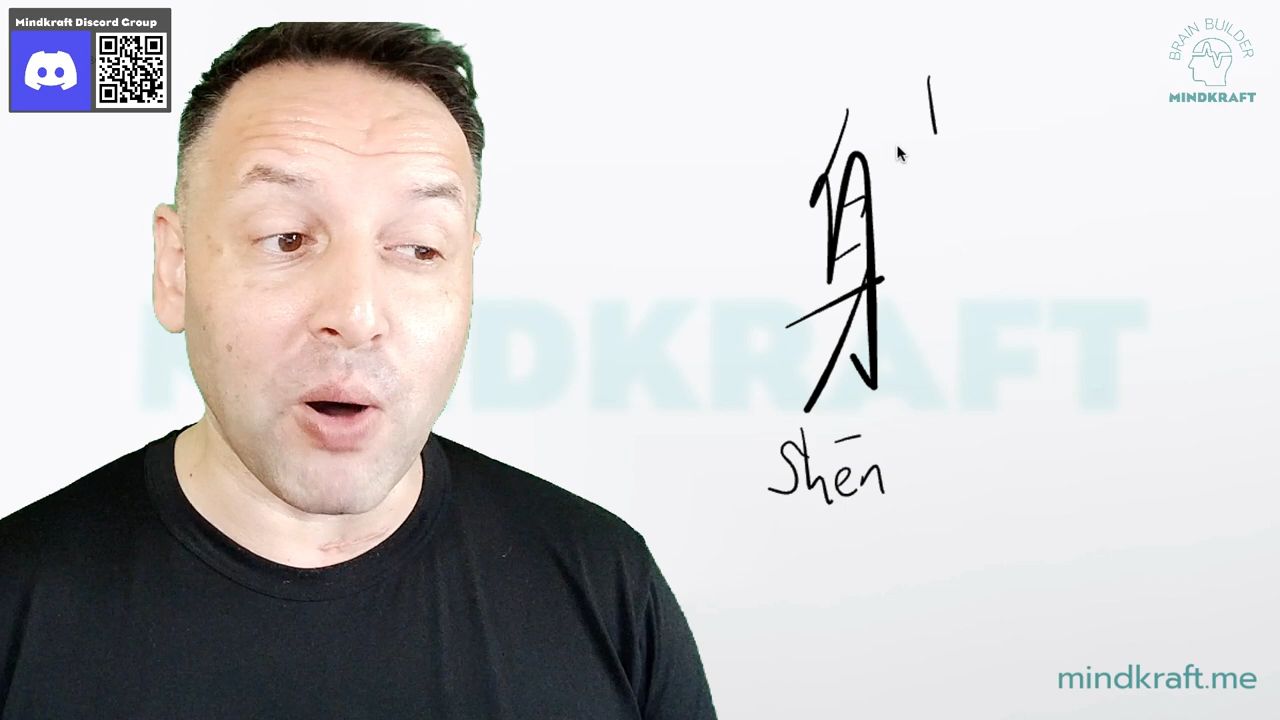 Mindkraft Discord Group
BRAIN BUILDER
MINDKRAFT
身
shēn
MINDKRAFT
mindkraft.me